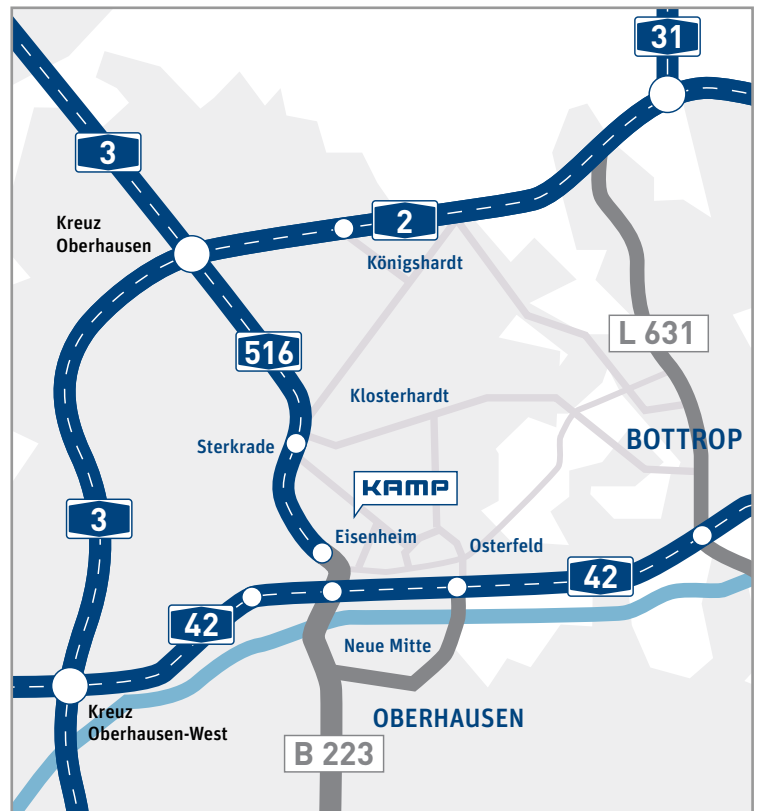 31
3
Kreuz
Oberhausen
2
Königshardt
516
L 631
Klosterhardt
Sterkrade
BOTTROP
KAMP
3
Eisenheim
Osterfeld
42
42
Neue Mitte
Kreuz
Oberhausen-West
OBERHAUSEN
B 223